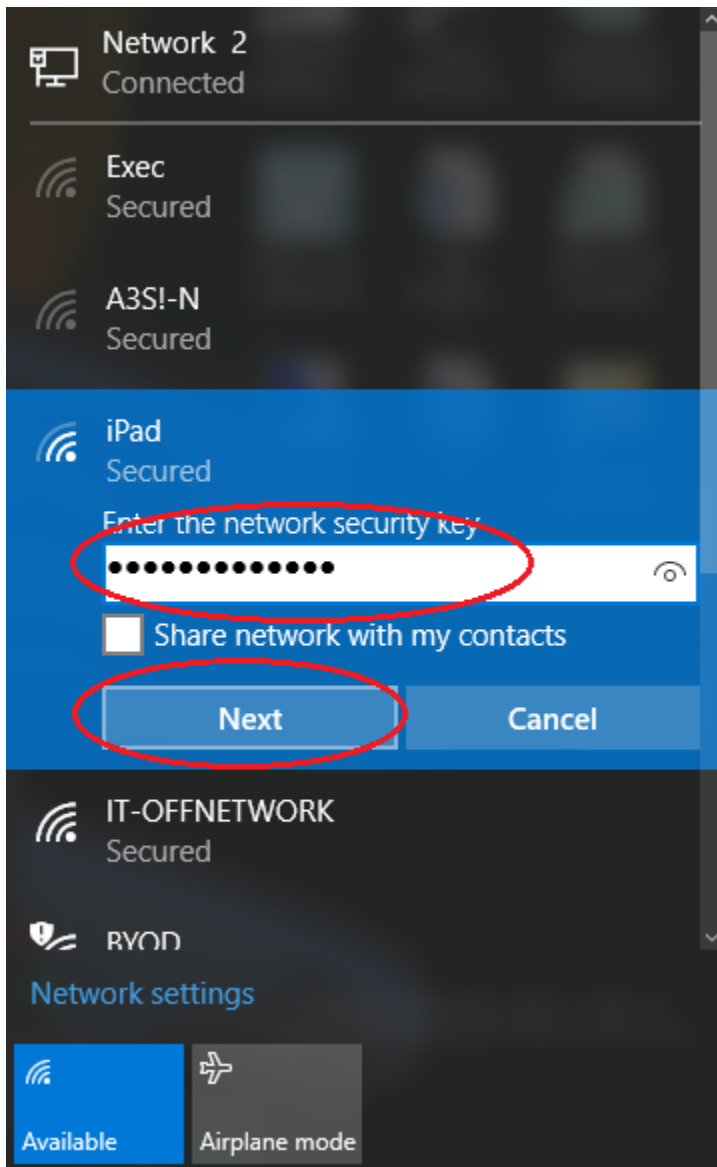 Network 2
Connected
Exec
Secured
A3S!-N
Secured
iPad
Secured
Enter the network security key
•••••••••••••
Share network with my contacts
Next Cancel
IT-OFFNETWORK
Secured
BYOD
Network settings
Available Airplane mode